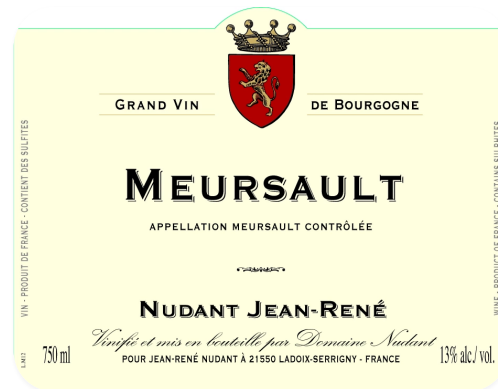 GRAND VIN DE BOURGOGNE
MEURSAULT
APPELLATION MEURSAULT CONTRÔLÉE
NUDANT JEAN-RENÉ
Vinifié et mis en bouteille par Domaine Nudant
750 ml POUR JEAN-RENÉ NUDANT À 21550 LADOIX-SERRIGNY - FRANCE 13% alc./vol.
VIN - PRODUIT DE FRANCE - CONTIENT DES SULFITES
WINE - PRODUCT OF FRANCE - CONTAINS SULPHITES